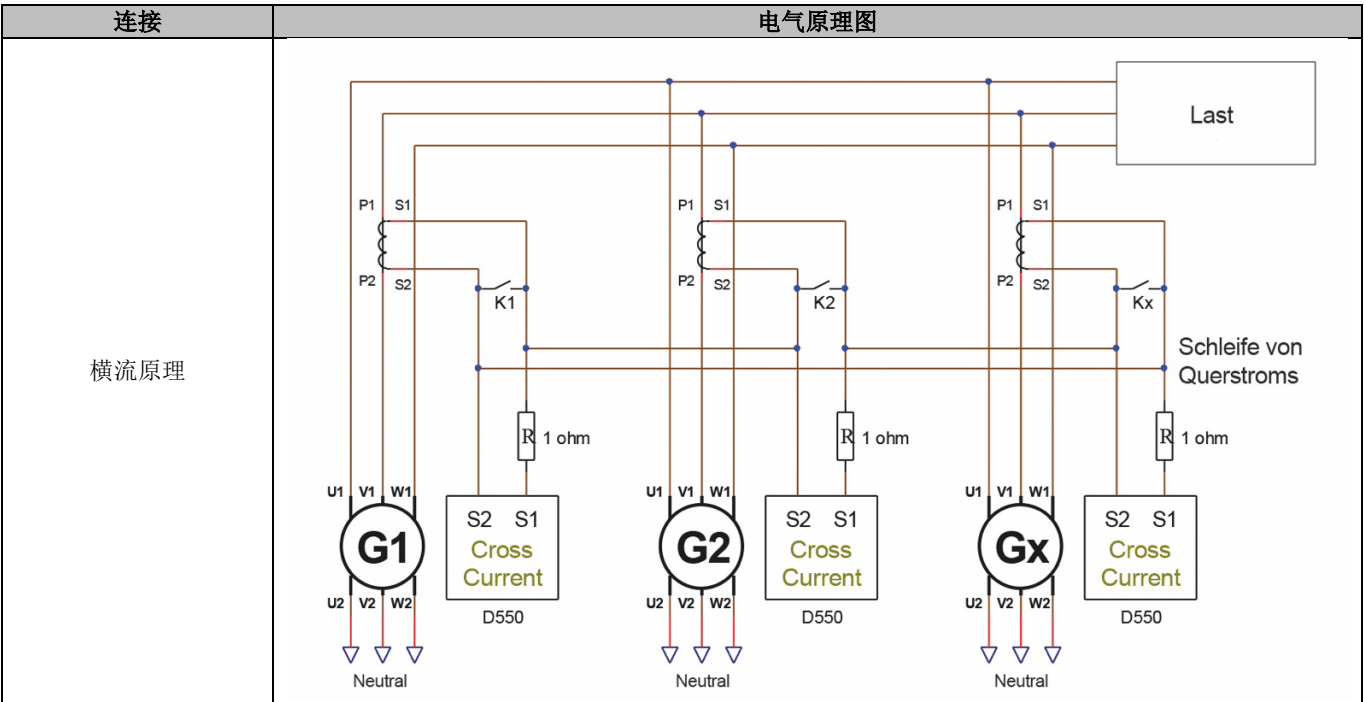 连接
电气原理图
横流原理
Last
P1 S1
P2 S2
K1
P1 S1
P2 S2
K2
P1 S1
P2 S2
Kx
Schleife von
Querstroms
R 1 ohm
R 1 ohm
R 1 ohm
U1 V1 W1
G1
U2 V2 W2
Neutral
S2 S1
Cross
Current
D550
U1 V1 W1
G2
U2 V2 W2
Neutral
S2 S1
Cross
Current
D550
U1 V1 W1
Gx
U2 V2 W2
Neutral
S2 S1
Cross
Current
D550